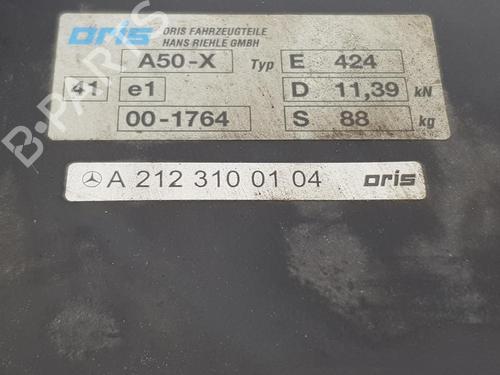 oris ORIS FAHRZEUGTEILE
HANS RIEHLE GMBH
A50-X Typ E 424
41 e1 D 11,39 kN
00-1764 S 88 kg
A 212 310 01 04 oris
B-PARTS